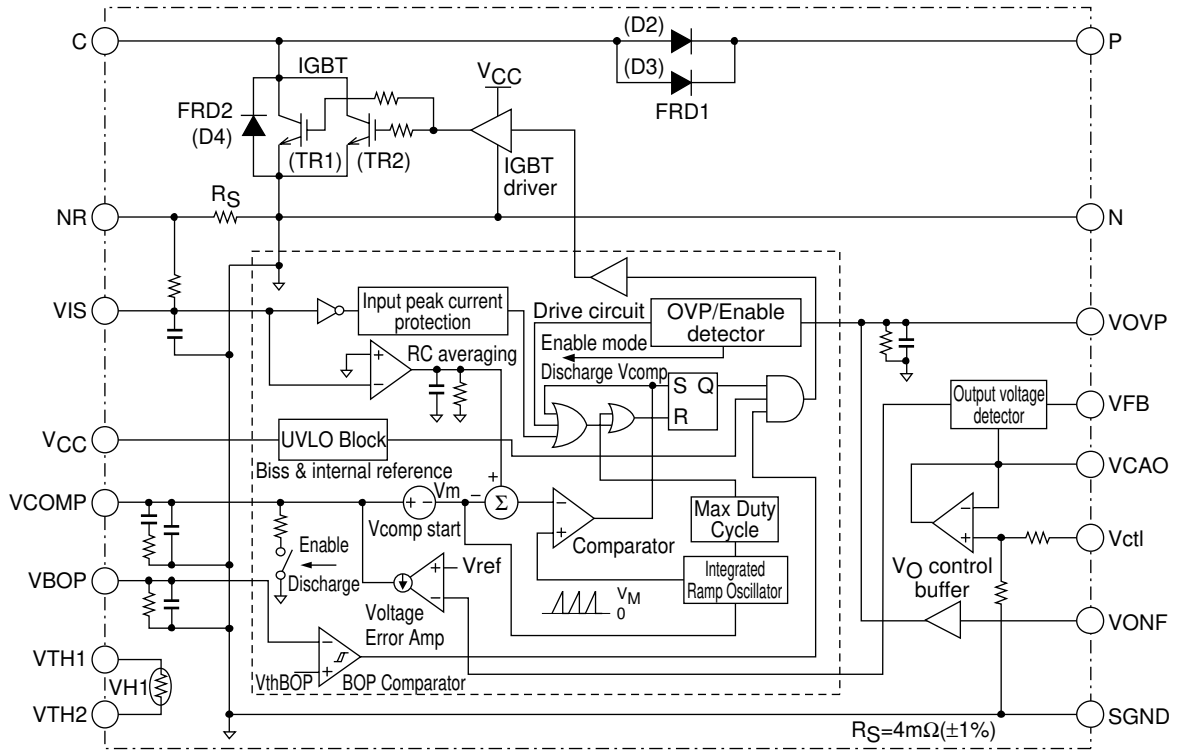 C
(D2)
P
(D3)
IGBT
VCC
FRD1
FRD2
(D4)
(TR1)
(TR2)
IGBT
driver
RS
NR
N
VIS
Input peak current
protection
Drive circuit
OVP/Enable
detector
VOVP
RC averaging
Enable mode
Discharge Vcomp
S Q
R
Output voltage
detector
VFB
VCC
UVLO Block
Biss & internal reference
VCAO
VCOMP
Vm
+
–
+
–
Σ
Vcomp start
–
+
Comparator
Max Duty
Cycle
–
+
Vctl
Enable
Discharge
Vref
+
–
Integrated
Ramp Oscillator
VO control
buffer
VBOP
Voltage
Error Amp
VM
0
VONF
VTH1
VH1
–
+
VthBOP
BOP Comparator
VTH2
SGND
RS=4mΩ(±1%)
+
–